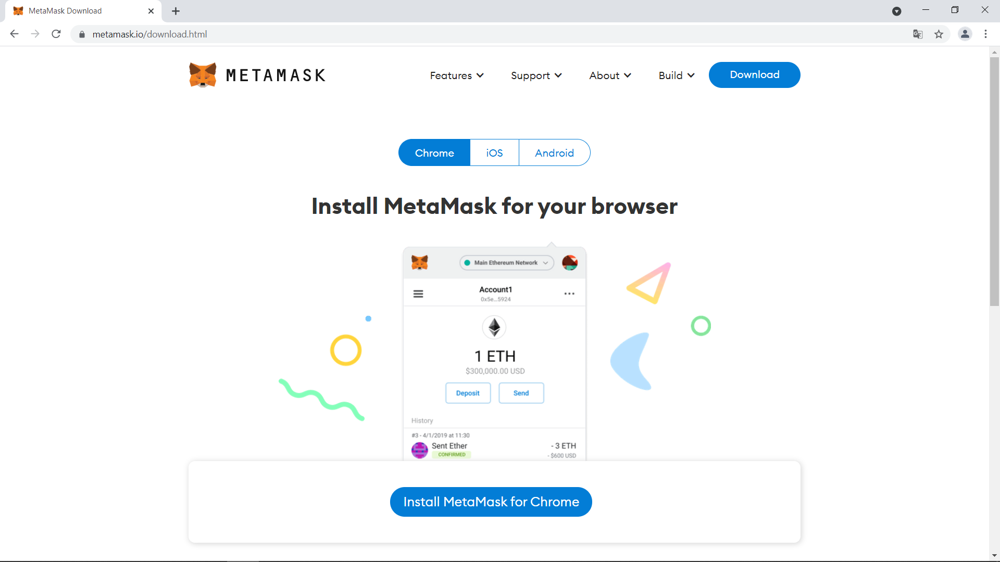 MetaMask Download
metamask.io/download.html
METAMASK
Features
Support
About
Build
Download
Chrome
iOS
Android
Install MetaMask for your browser
Main Ethereum Network
Account1
0x5e...5924
1 ETH
$300,000.00 USD
Deposit
Send
History
#3 - 4/1/2019 at 11:30
Sent Ether
- 3 ETH
CONFIRMED
- $600 USD
Install MetaMask for Chrome